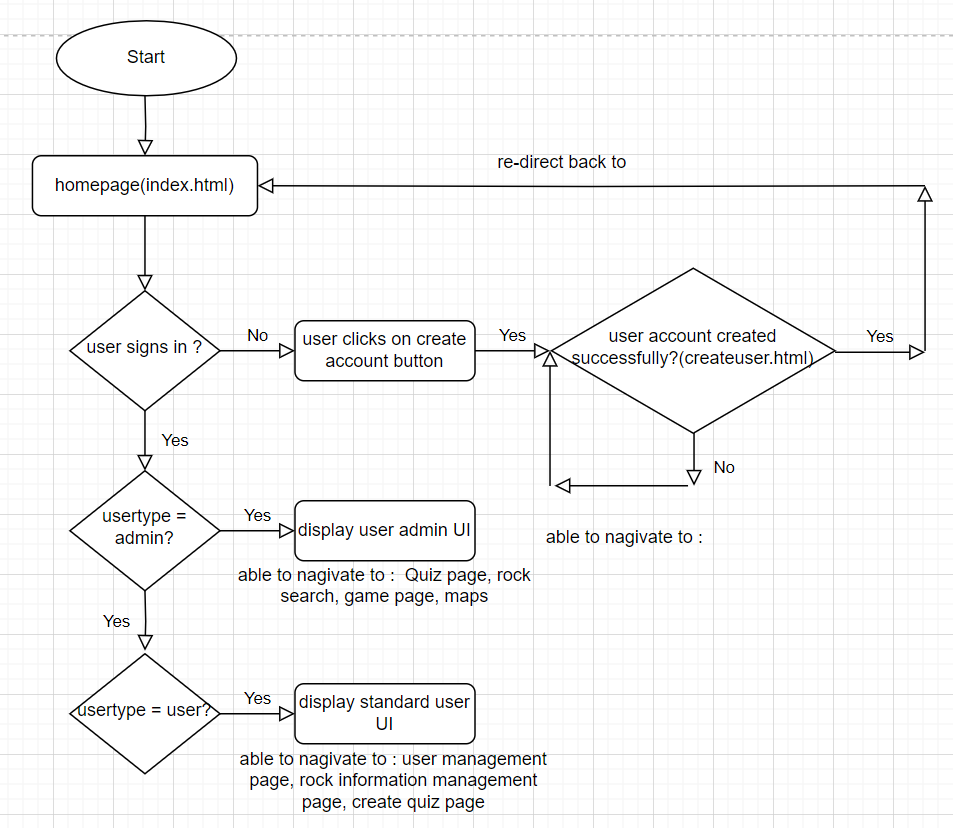 Start
re-direct back to
homepage(index.html)
user signs in ?
No
user clicks on create
account button
Yes
user account created
successfully?(createuser.html)
Yes
Yes
No
usertype =
admin?
Yes
display user admin UI
able to nagivate to :
able to nagivate to :  Quiz page, rock
search, game page, maps
Yes
usertype = user?
Yes
display standard user
UI
able to nagivate to : user management
page, rock information management
page, create quiz page